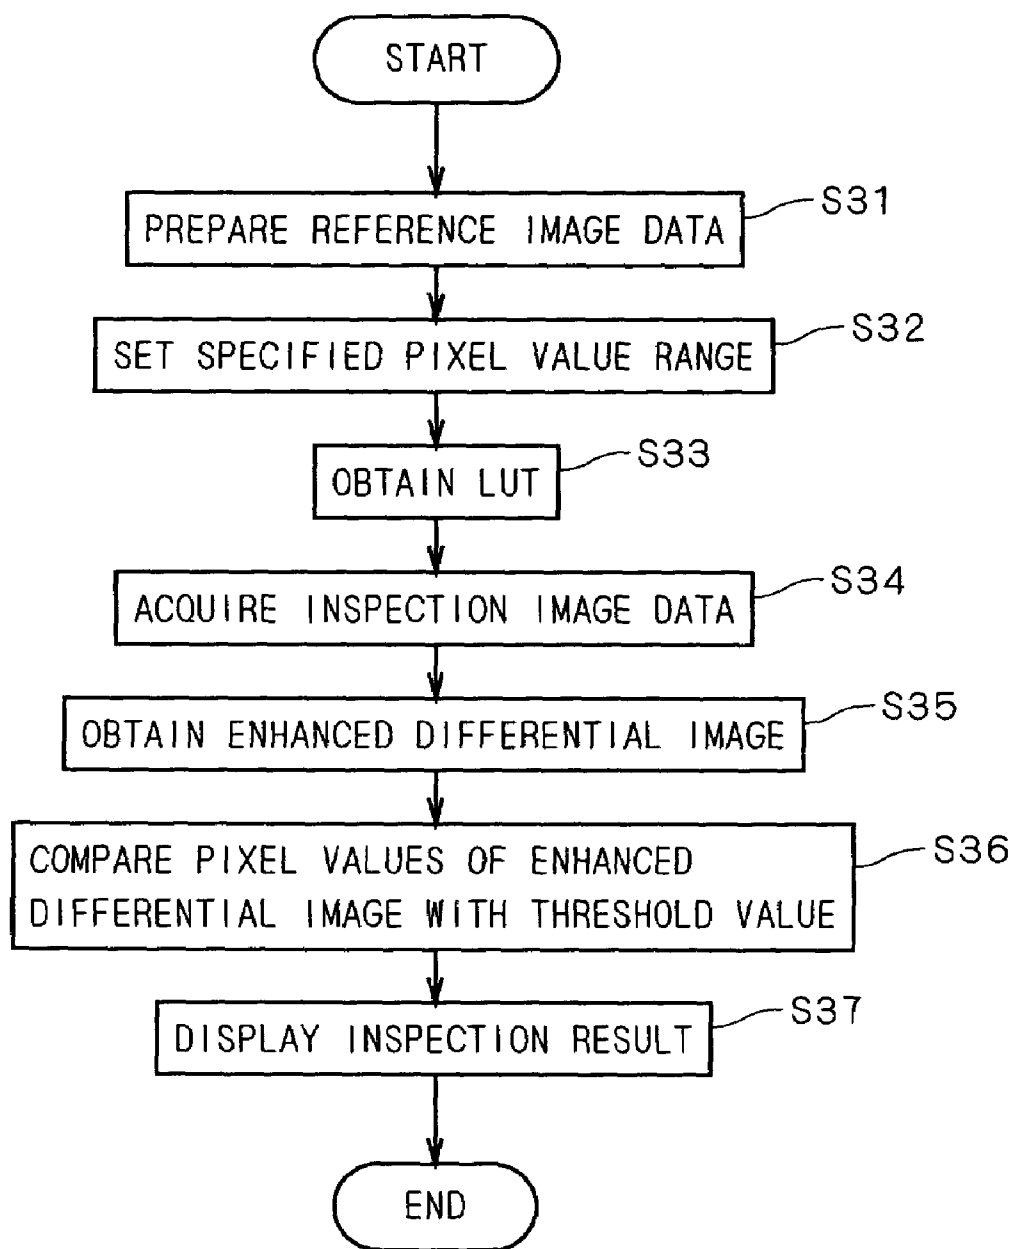 START
PREPARE REFERENCE IMAGE DATA
S31
SET SPECIFIED PIXEL VALUE RANGE
S32
OBTAIN LUT
S33
ACQUIRE INSPECTION IMAGE DATA
S34
OBTAIN ENHANCED DIFFERENTIAL IMAGE
S35
COMPARE PIXEL VALUES OF ENHANCED
DIFFERENTIAL IMAGE WITH THRESHOLD VALUE
S36
DISPLAY INSPECTION RESULT
S37
END